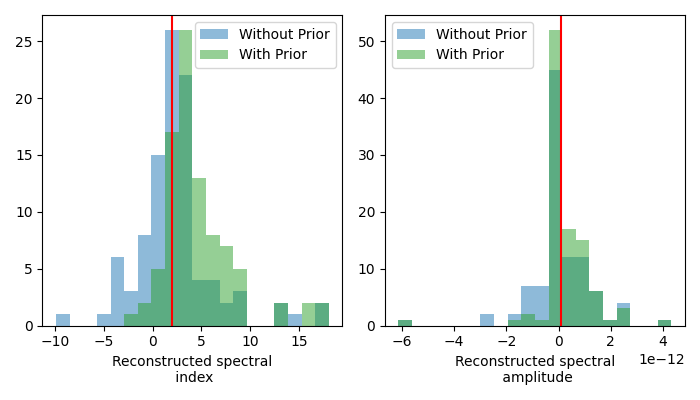 Without Prior
With Prior
25
20
15
10
5
0
−10
−5
0
5
10
15
Reconstructed spectral
index
Without Prior
With Prior
50
40
30
20
10
0
−6
−4
−2
0
2
4
1e−12
Reconstructed spectral
amplitude